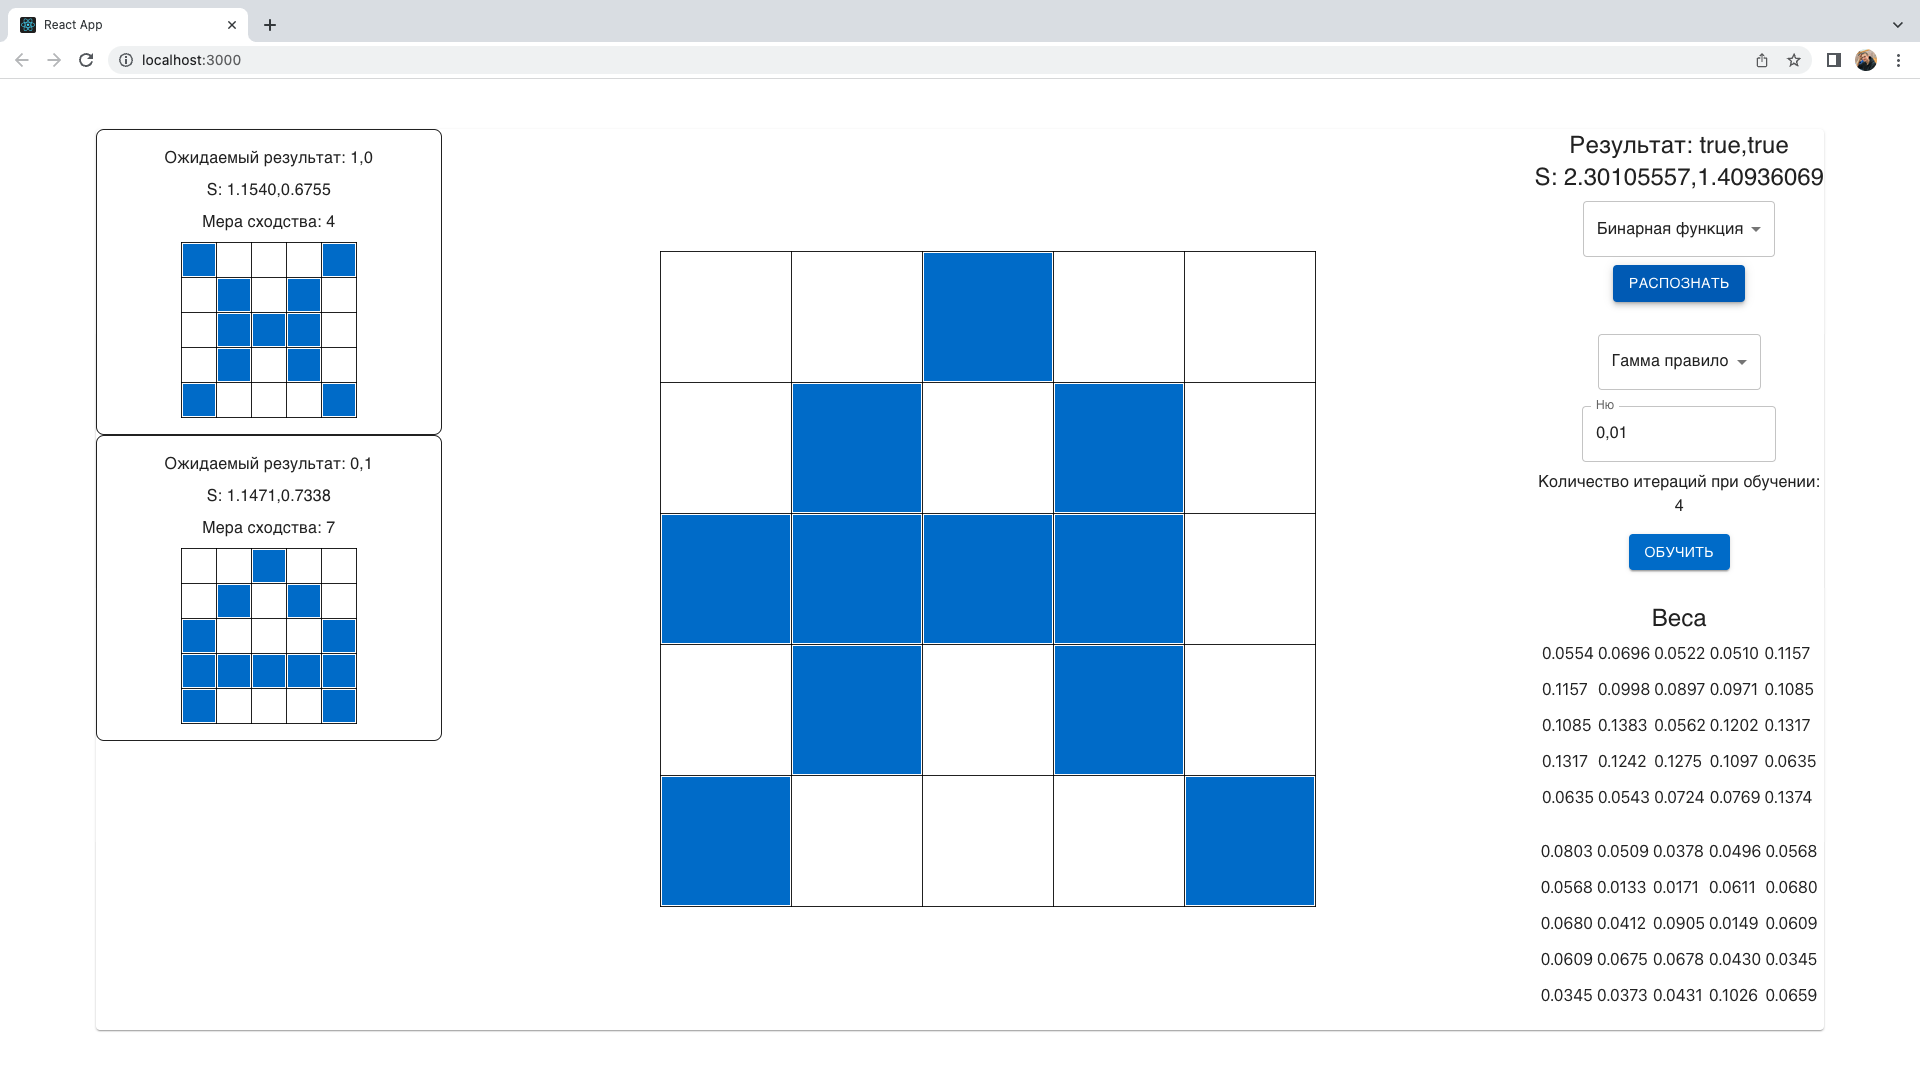 React App
localhost:3000
Ожидаемый результат: 1,0
S: 1.1540,0.6755
Мера сходства: 4
Ожидаемый результат: 0,1
S: 1.1471,0.7338
Мера сходства: 7
Результат: true,true
S: 2.30105557,1.40936069
Бинарная функция
РАСПОЗНАТЬ
Гамма правило
Ню
0,01
Количество итераций при обучении:
4
ОБУЧИТЬ
Веса
0.0554 0.0696 0.0522 0.0510 0.1157
0.1157 0.0998 0.0897 0.0971 0.1085
0.1085 0.1383 0.0562 0.1202 0.1317
0.1317 0.1242 0.1275 0.1097 0.0635
0.0635 0.0543 0.0724 0.0769 0.1374
0.0803 0.0509 0.0378 0.0496 0.0568
0.0568 0.0133 0.0171 0.0611 0.0680
0.0680 0.0412 0.0905 0.0149 0.0609
0.0609 0.0675 0.0678 0.0430 0.0345
0.0345 0.0373 0.0431 0.1026 0.0659